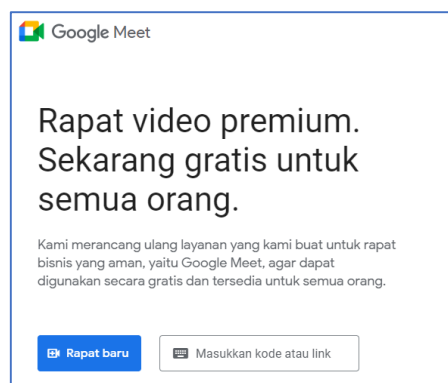 Google Meet
Rapat video premium.
Sekarang gratis untuk
semua orang.
Kami merancang ulang layanan yang kami buat untuk rapat
bisnis yang aman, yaitu Google Meet, agar dapat
digunakan secara gratis dan tersedia untuk semua orang.
Rapat baru
Masukkan kode atau link